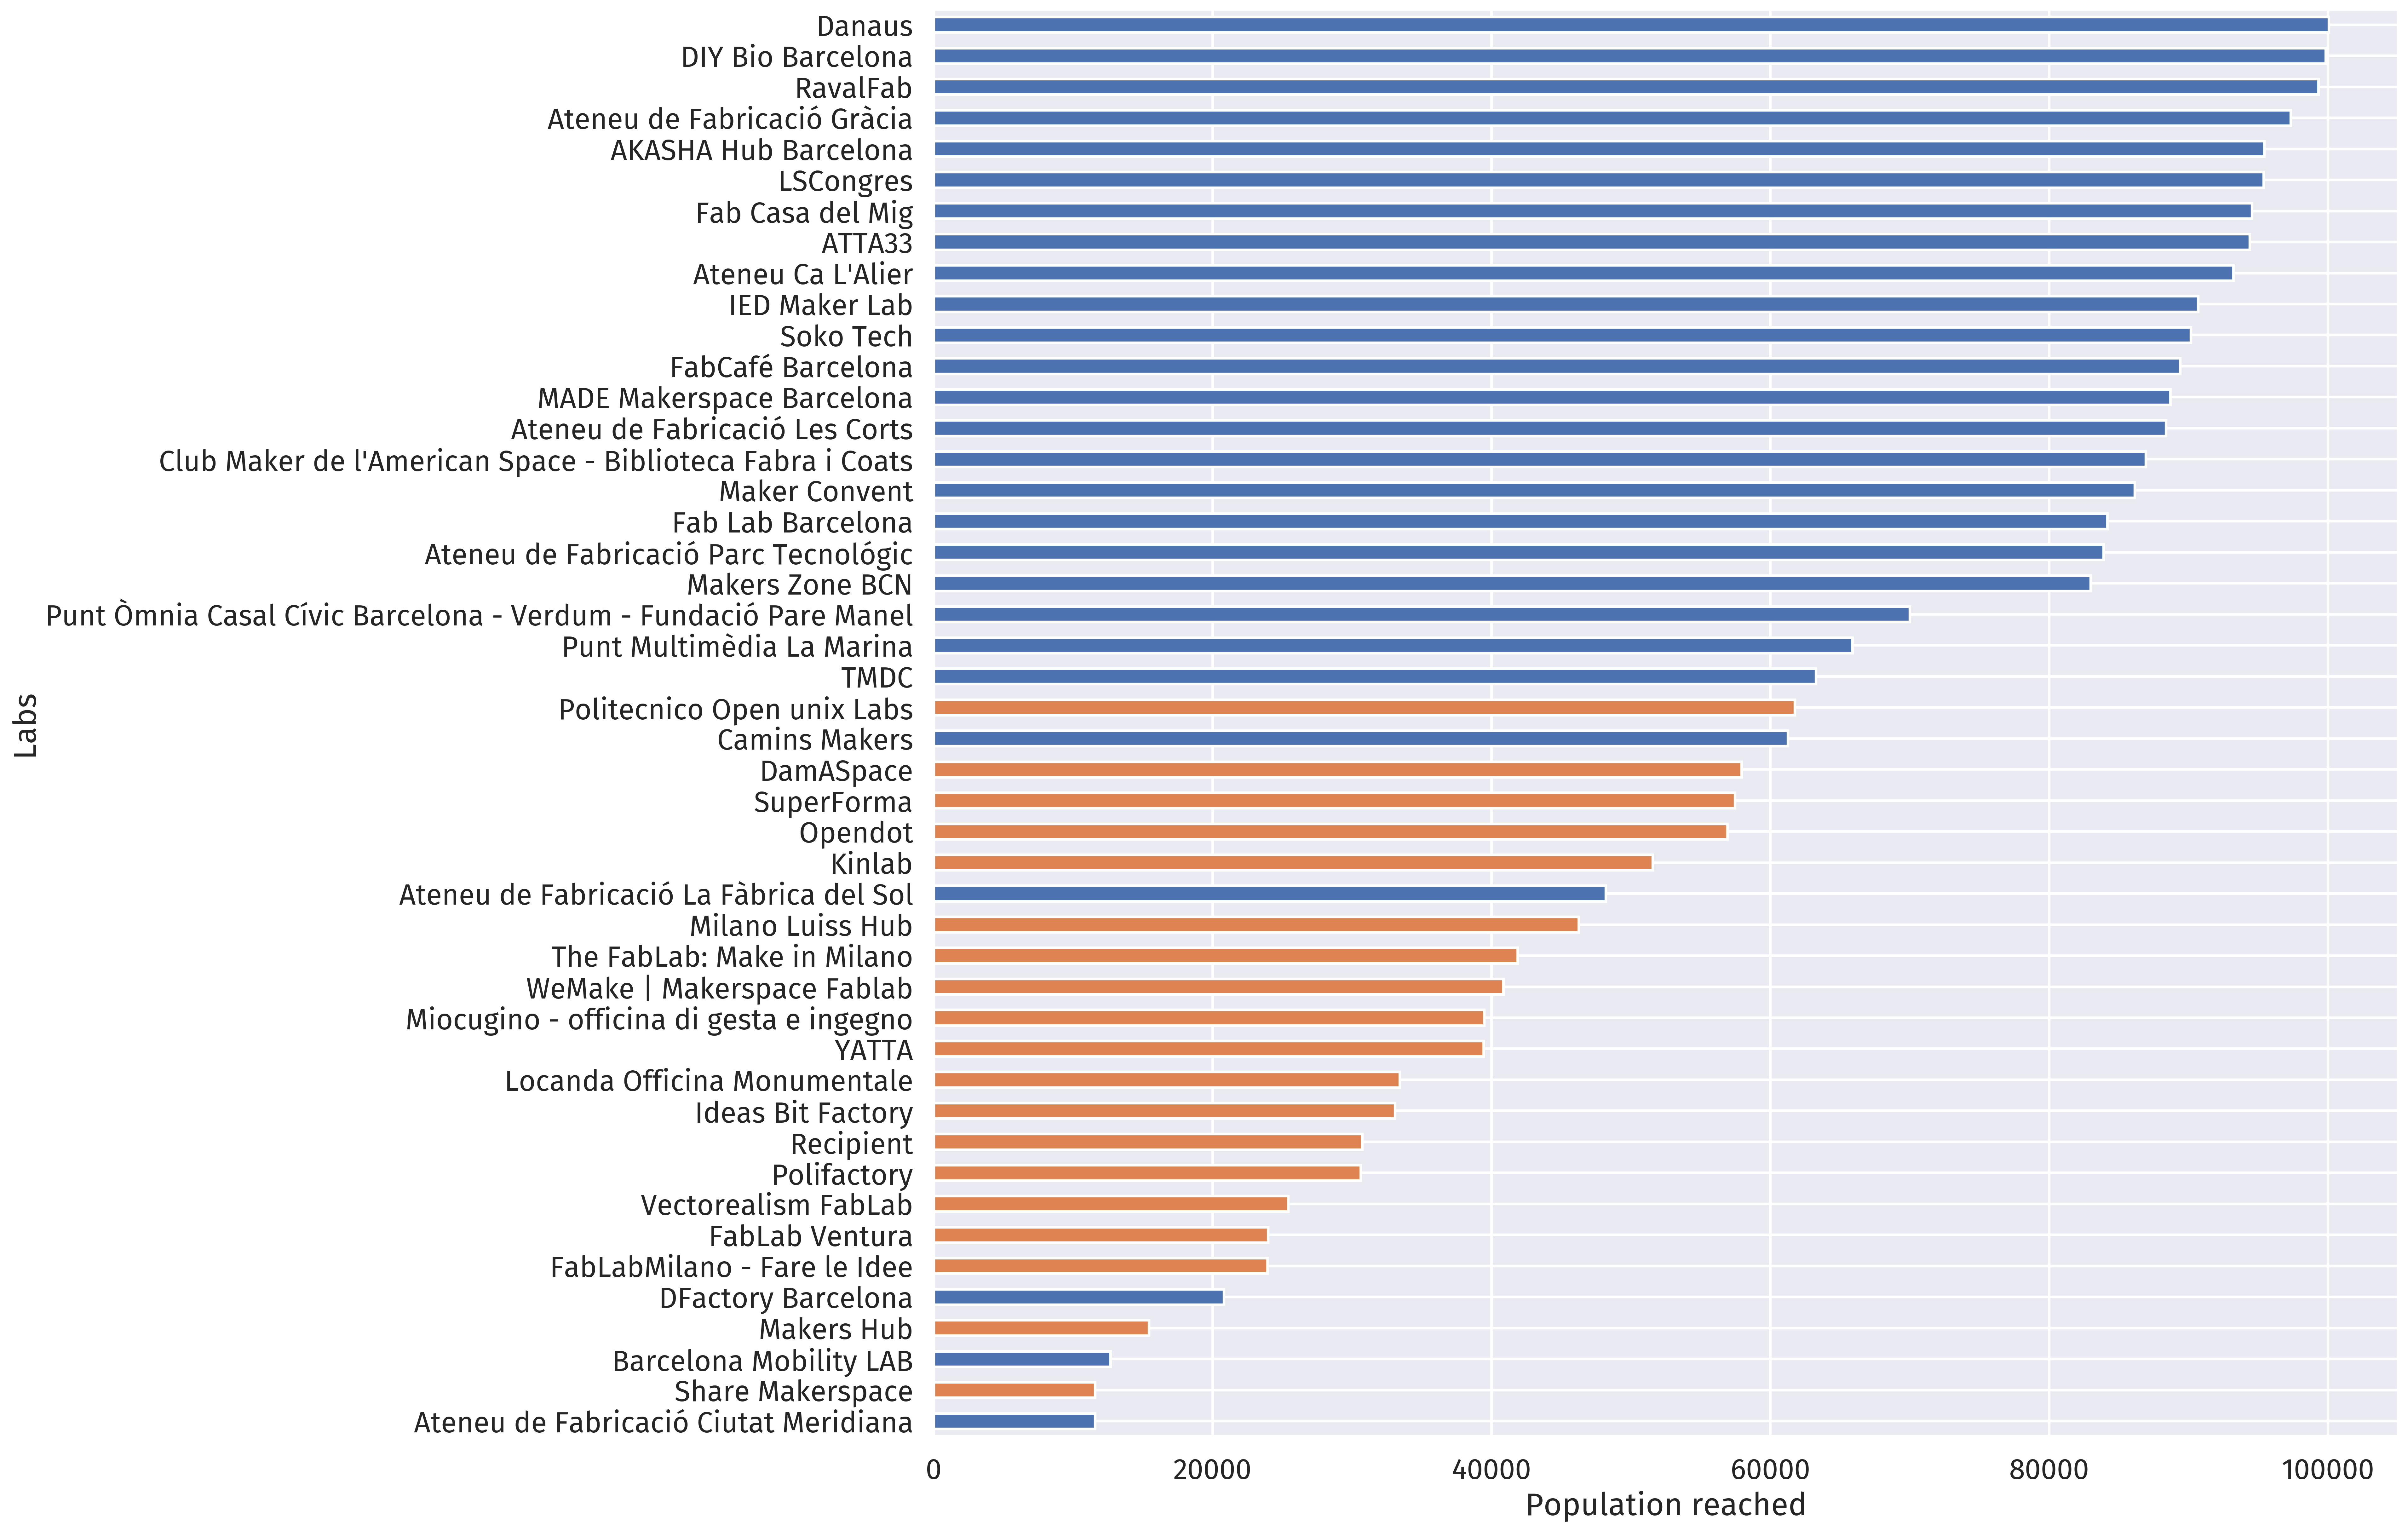 Danaus
DIY Bio Barcelona
RavalFab
Ateneu de Fabricació Gràcia
AKASHA Hub Barcelona
LSCongres
Fab Casa del Mig
ATTA33
Ateneu Ca L'Alier
IED Maker Lab
Soko Tech
FabCafé Barcelona
MADE Makerspace Barcelona
Ateneu de Fabricació Les Corts
Club Maker de l'American Space - Biblioteca Fabra i Coats
Maker Convent
Fab Lab Barcelona
Ateneu de Fabricació Parc Tecnológic
Makers Zone BCN
Punt Òmnia Casal Cívic Barcelona - Verdum - Fundació Pare Manel
Punt Multimèdia La Marina
TMDC
Politecnico Open unix Labs
Camins Makers
DamASpace
SuperForma
Opendot
Kinlab
Ateneu de Fabricació La Fàbrica del Sol
Milano Luiss Hub
The FabLab: Make in Milano
WeMake | Makerspace Fablab
Miocugino - officina di gesta e ingegno
YATTA
Locanda Officina Monumentale
Ideas Bit Factory
Recipient
Polifactory
Vectorealism FabLab
FabLab Ventura
FabLabMilano - Fare le Idee
DFactory Barcelona
Makers Hub
Barcelona Mobility LAB
Share Makerspace
Ateneu de Fabricació Ciutat Meridiana
Labs
0 20000 40000 60000 80000 100000
Population reached